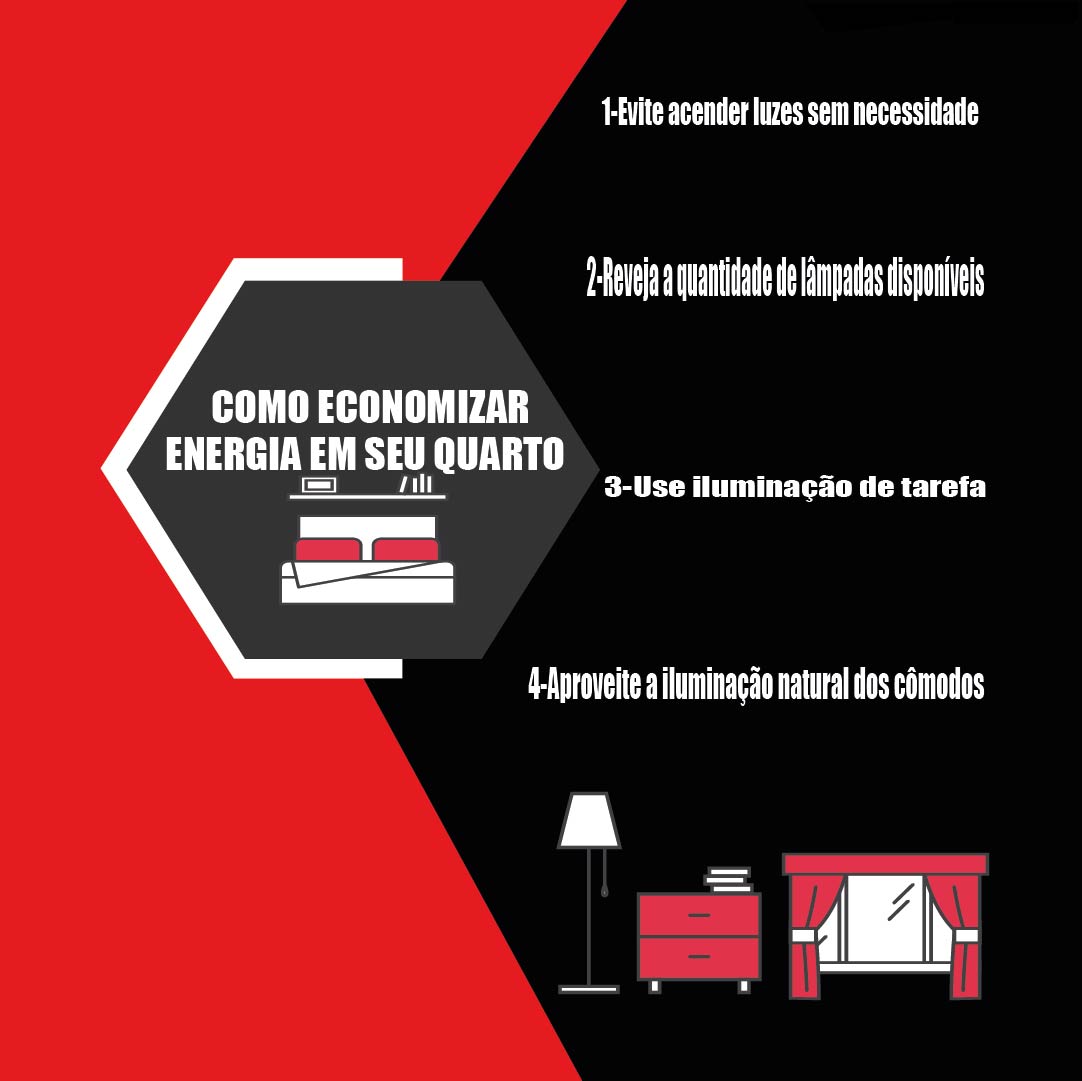 COMO ECONOMIZAR
ENERGIA EM SEU QUARTO
1-Evite acender luzes sem necessidade
2-Reveja a quantidade de lâmpadas disponíveis
3-Use iluminação de tarefa
4-Aproveite a iluminação natural dos cômodos